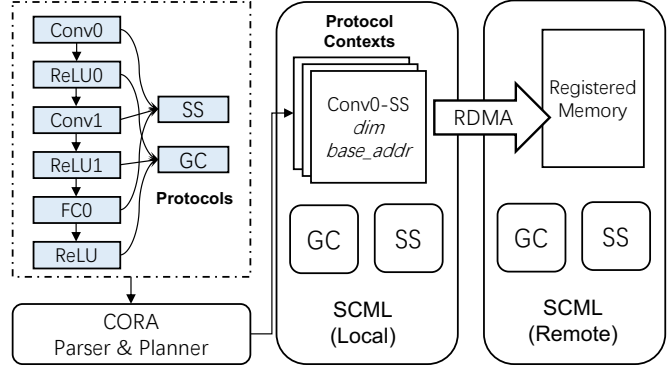 Conv0
ReLU0
Conv1
ReLU1
FC0
ReLU
SS
GC
Protocols
CORA
Parser & Planner
Protocol
Contexts
Conv0-SS
dim
base_addr
GC
SS
SCML
(Local)
RDMA
Registered
Memory
GC
SS
SCML
(Remote)